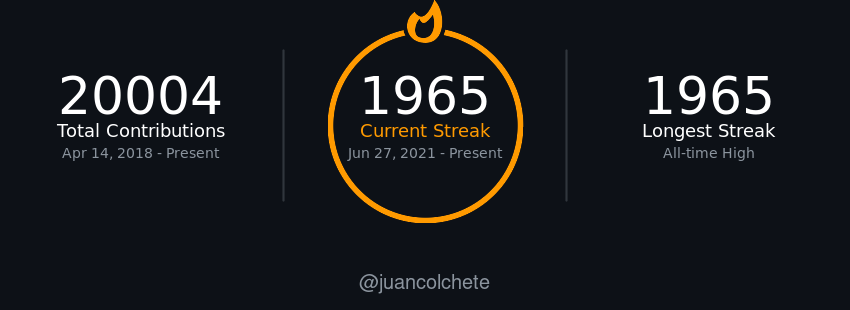 20004
Total Contributions
Apr 14, 2018 - Present
1965
Current Streak
Jun 27, 2021 - Present
1965
Longest Streak
All-time High
@juancolchete